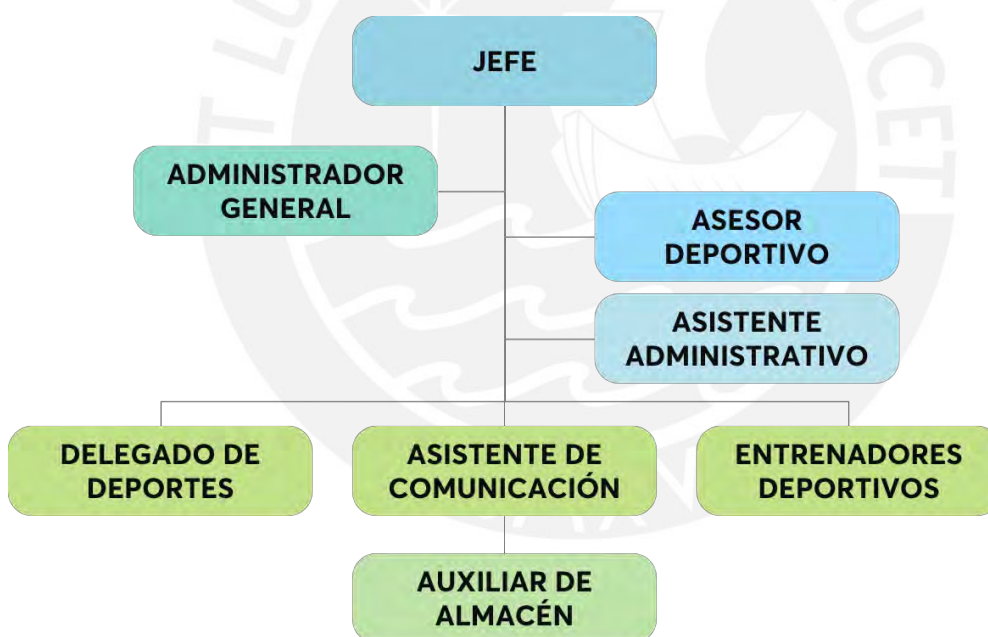 JEFE
ADMINISTRADOR
GENERAL
ASESOR
DEPORTIVO
ASISTENTE
ADMINISTRATIVO
DELEGADO DE
DEPORTES
ASISTENTE DE
COMUNICACIÓN
ENTRENADORES
DEPORTIVOS
AUXILIAR DE
ALMACÉN